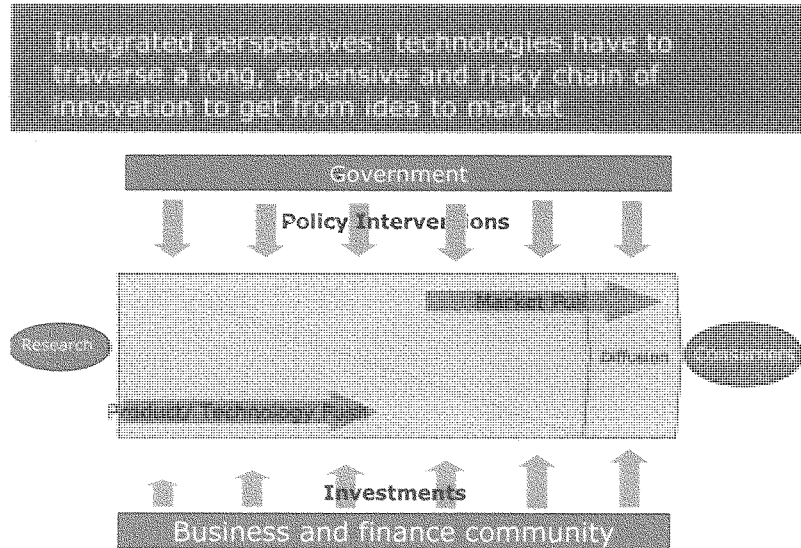 Integrated perspectives: technologies have to
traverse a long, expensive and risky chain of
innovation to get from idea to market
Government
Policy Interventions
Market Pull
Research
Diffusion
Consumers
Product/ Technology Push
Investments
Business and finance community